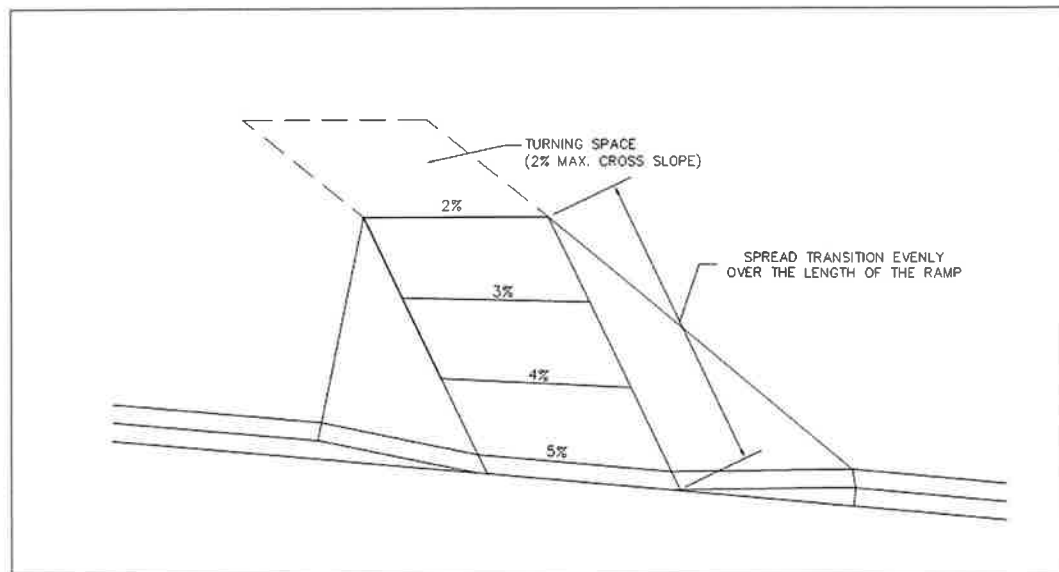 TURNING SPACE
(2% MAX. CROSS SLOPE)
2%
SPREAD TRANSITION EVENLY
OVER THE LENGTH OF THE RAMP
3%
4%
5%